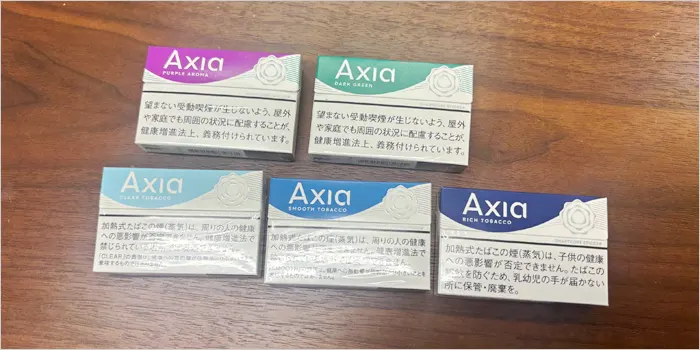 Axia
PURPLE AROMA
望まない受動喫煙が生じないよう、屋外
や家庭でも周囲の状況に配慮することが、
健康増進法上、義務付けられています。
Axia
DARK GREEN
望まない受動喫煙が生じないよう、屋外
や家庭でも周囲の状況に配慮することが、
健康増進法上、義務付けられています。
Axia
CLEAR TOBACCO
加熱式たばこの煙(蒸気)は、周りの人の健康
への悪影響が否定できません。健康増進法で
禁じられている
Axia
SMOOTH TOBACCO
加熱式たばこの煙(蒸気)は、周りの人の健康
への悪影響が否定できません。健康増進法で
Axia
RICH TOBACCO
加熱式たばこの煙(蒸気)は、子供の健康
への悪影響が否定できません。たばこの
を防ぐため、乳幼児の手が届かない
所に保管・廃棄を。